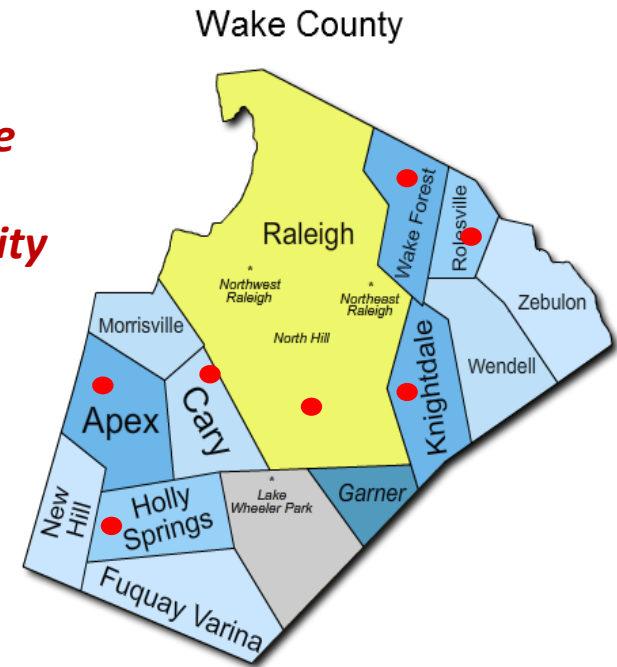 Wake County
e
ity
Raleigh
Wake Forest
Rolesville
Northwest
Raleigh
Northeast
Raleigh
Zebulon
Morrisville
North Hill
Wendell
Apex
Cary
Knightdale
New
Hill
Holly
Springs
Lake
Wheeler Park
Garner
Fuquay Varina